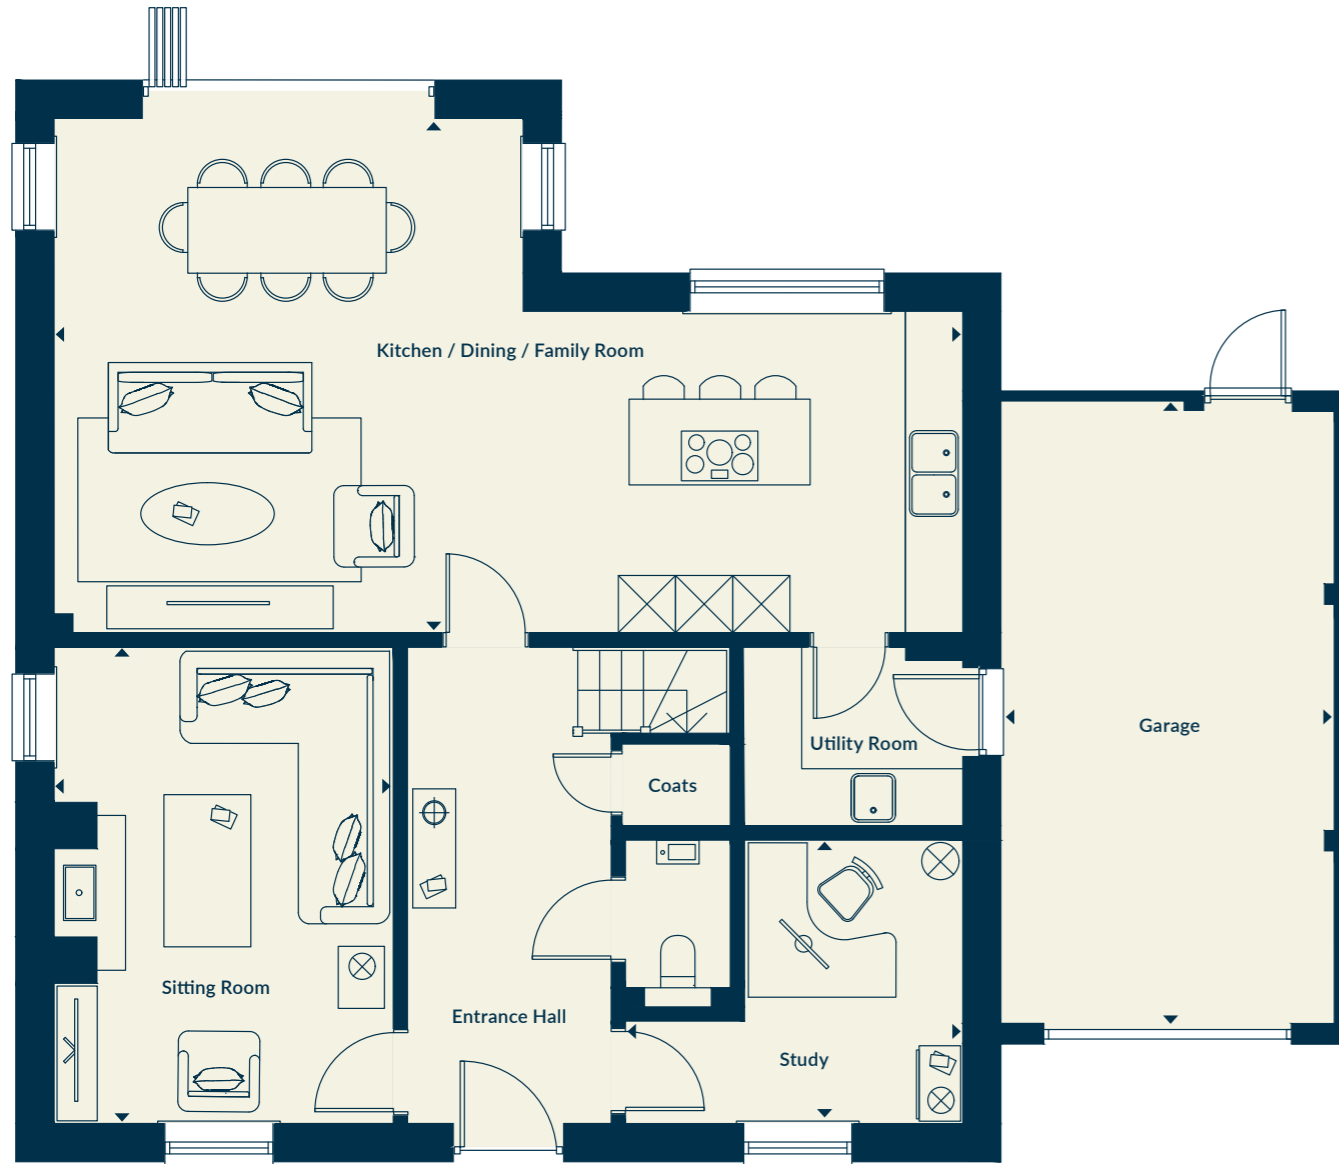 Kitchen / Dining / Family Room
Garage
Utility Room
Coats
Sitting Room
Entrance Hall
Study